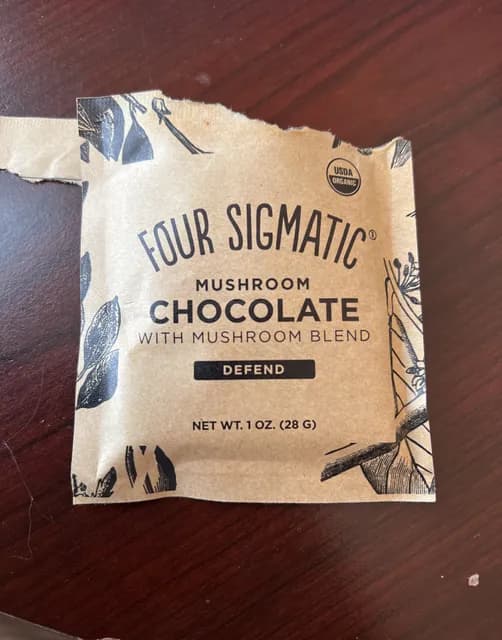 USDA
ORGANIC
FOUR SIGMATIC®
MUSHROOM
CHOCOLATE
WITH MUSHROOM BLEND
DEFEND
NET WT. 1 OZ. (28 G)